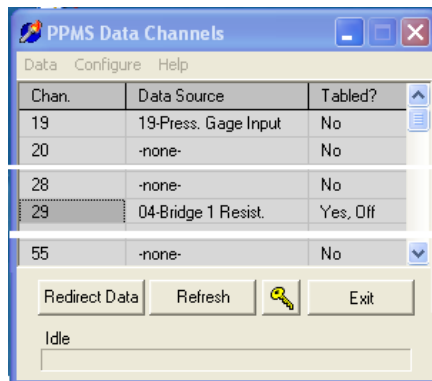 PPMS Data Channels
Data Configure Help
Chan. Data Source Tabled?
19 19-Press. Gage Input No
20 -none- No
28 -none- No
29 04-Bridge 1 Resist. Yes, Off
55 -none- No
Redirect Data Refresh Exit
Idle